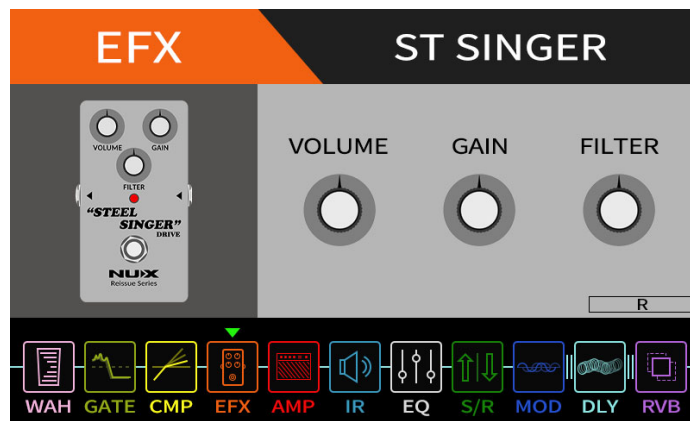 EFX
ST SINGER
VOLUME GAIN
FILTER
"STEEL
SINGER"
DRIVE
NUX
Reissue Series
VOLUME GAIN FILTER
R
WAH GATE CMP EFX AMP IR EQ S/R MOD DLY RVB